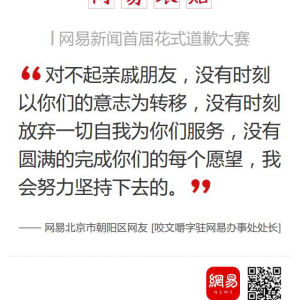 | 网易新闻首届花式道歉大赛
“对不起亲戚朋友，没有时刻
以你们的意志为转移，没有时刻
放弃一切自我为你们服务，没有
圆满的完成你们的每个愿望，我
会努力坚持下去的。”
—— 网易北京市朝阳区网友 [咬文嚼字驻网易办事处处长]
網易
NEWS